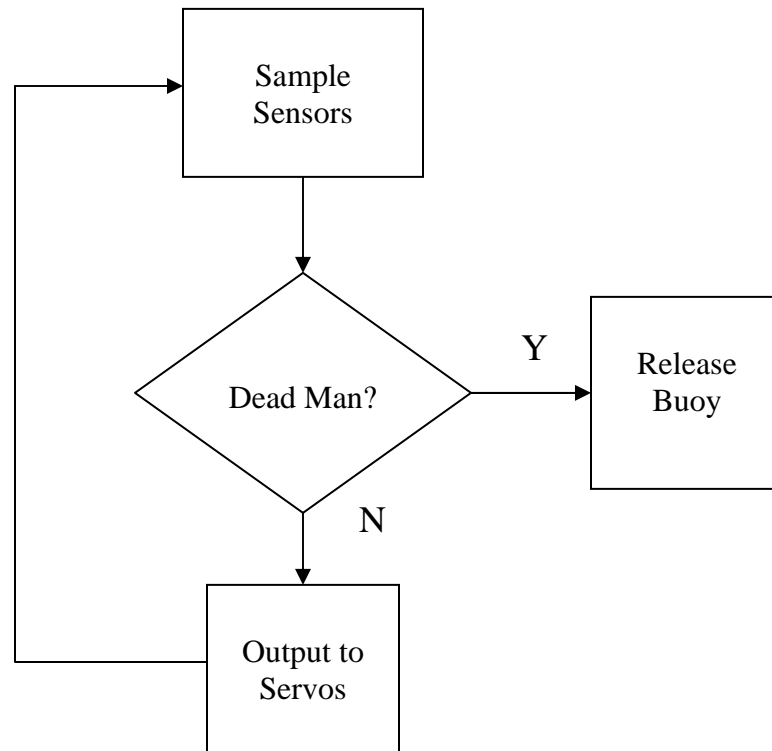 Sample
Sensors
Dead Man?
Y
Release
Buoy
N
Output to
Servos